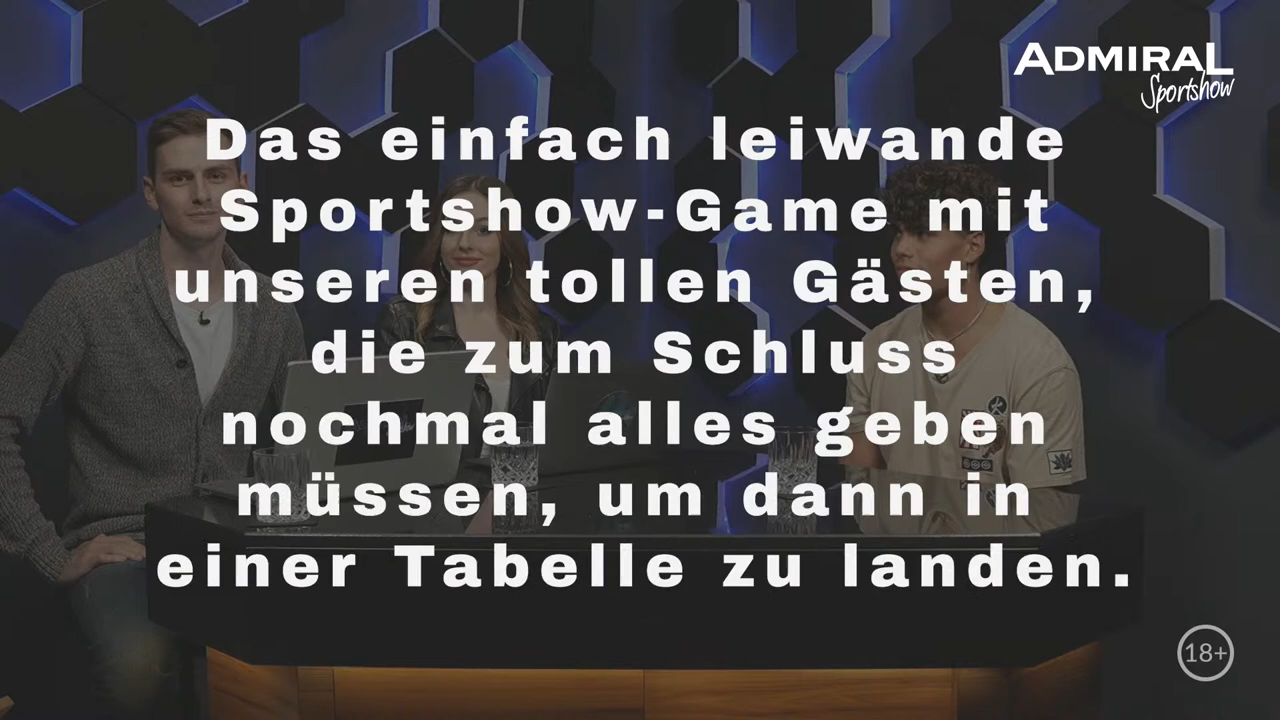 ADMIRAL
Sportshow
Das einfach leiwande
Sportshow-Game mit
unseren tollen Gästen,
die zum Schluss
nochmal alles geben
müssen, um dann in
einer Tabelle zu landen.
18+